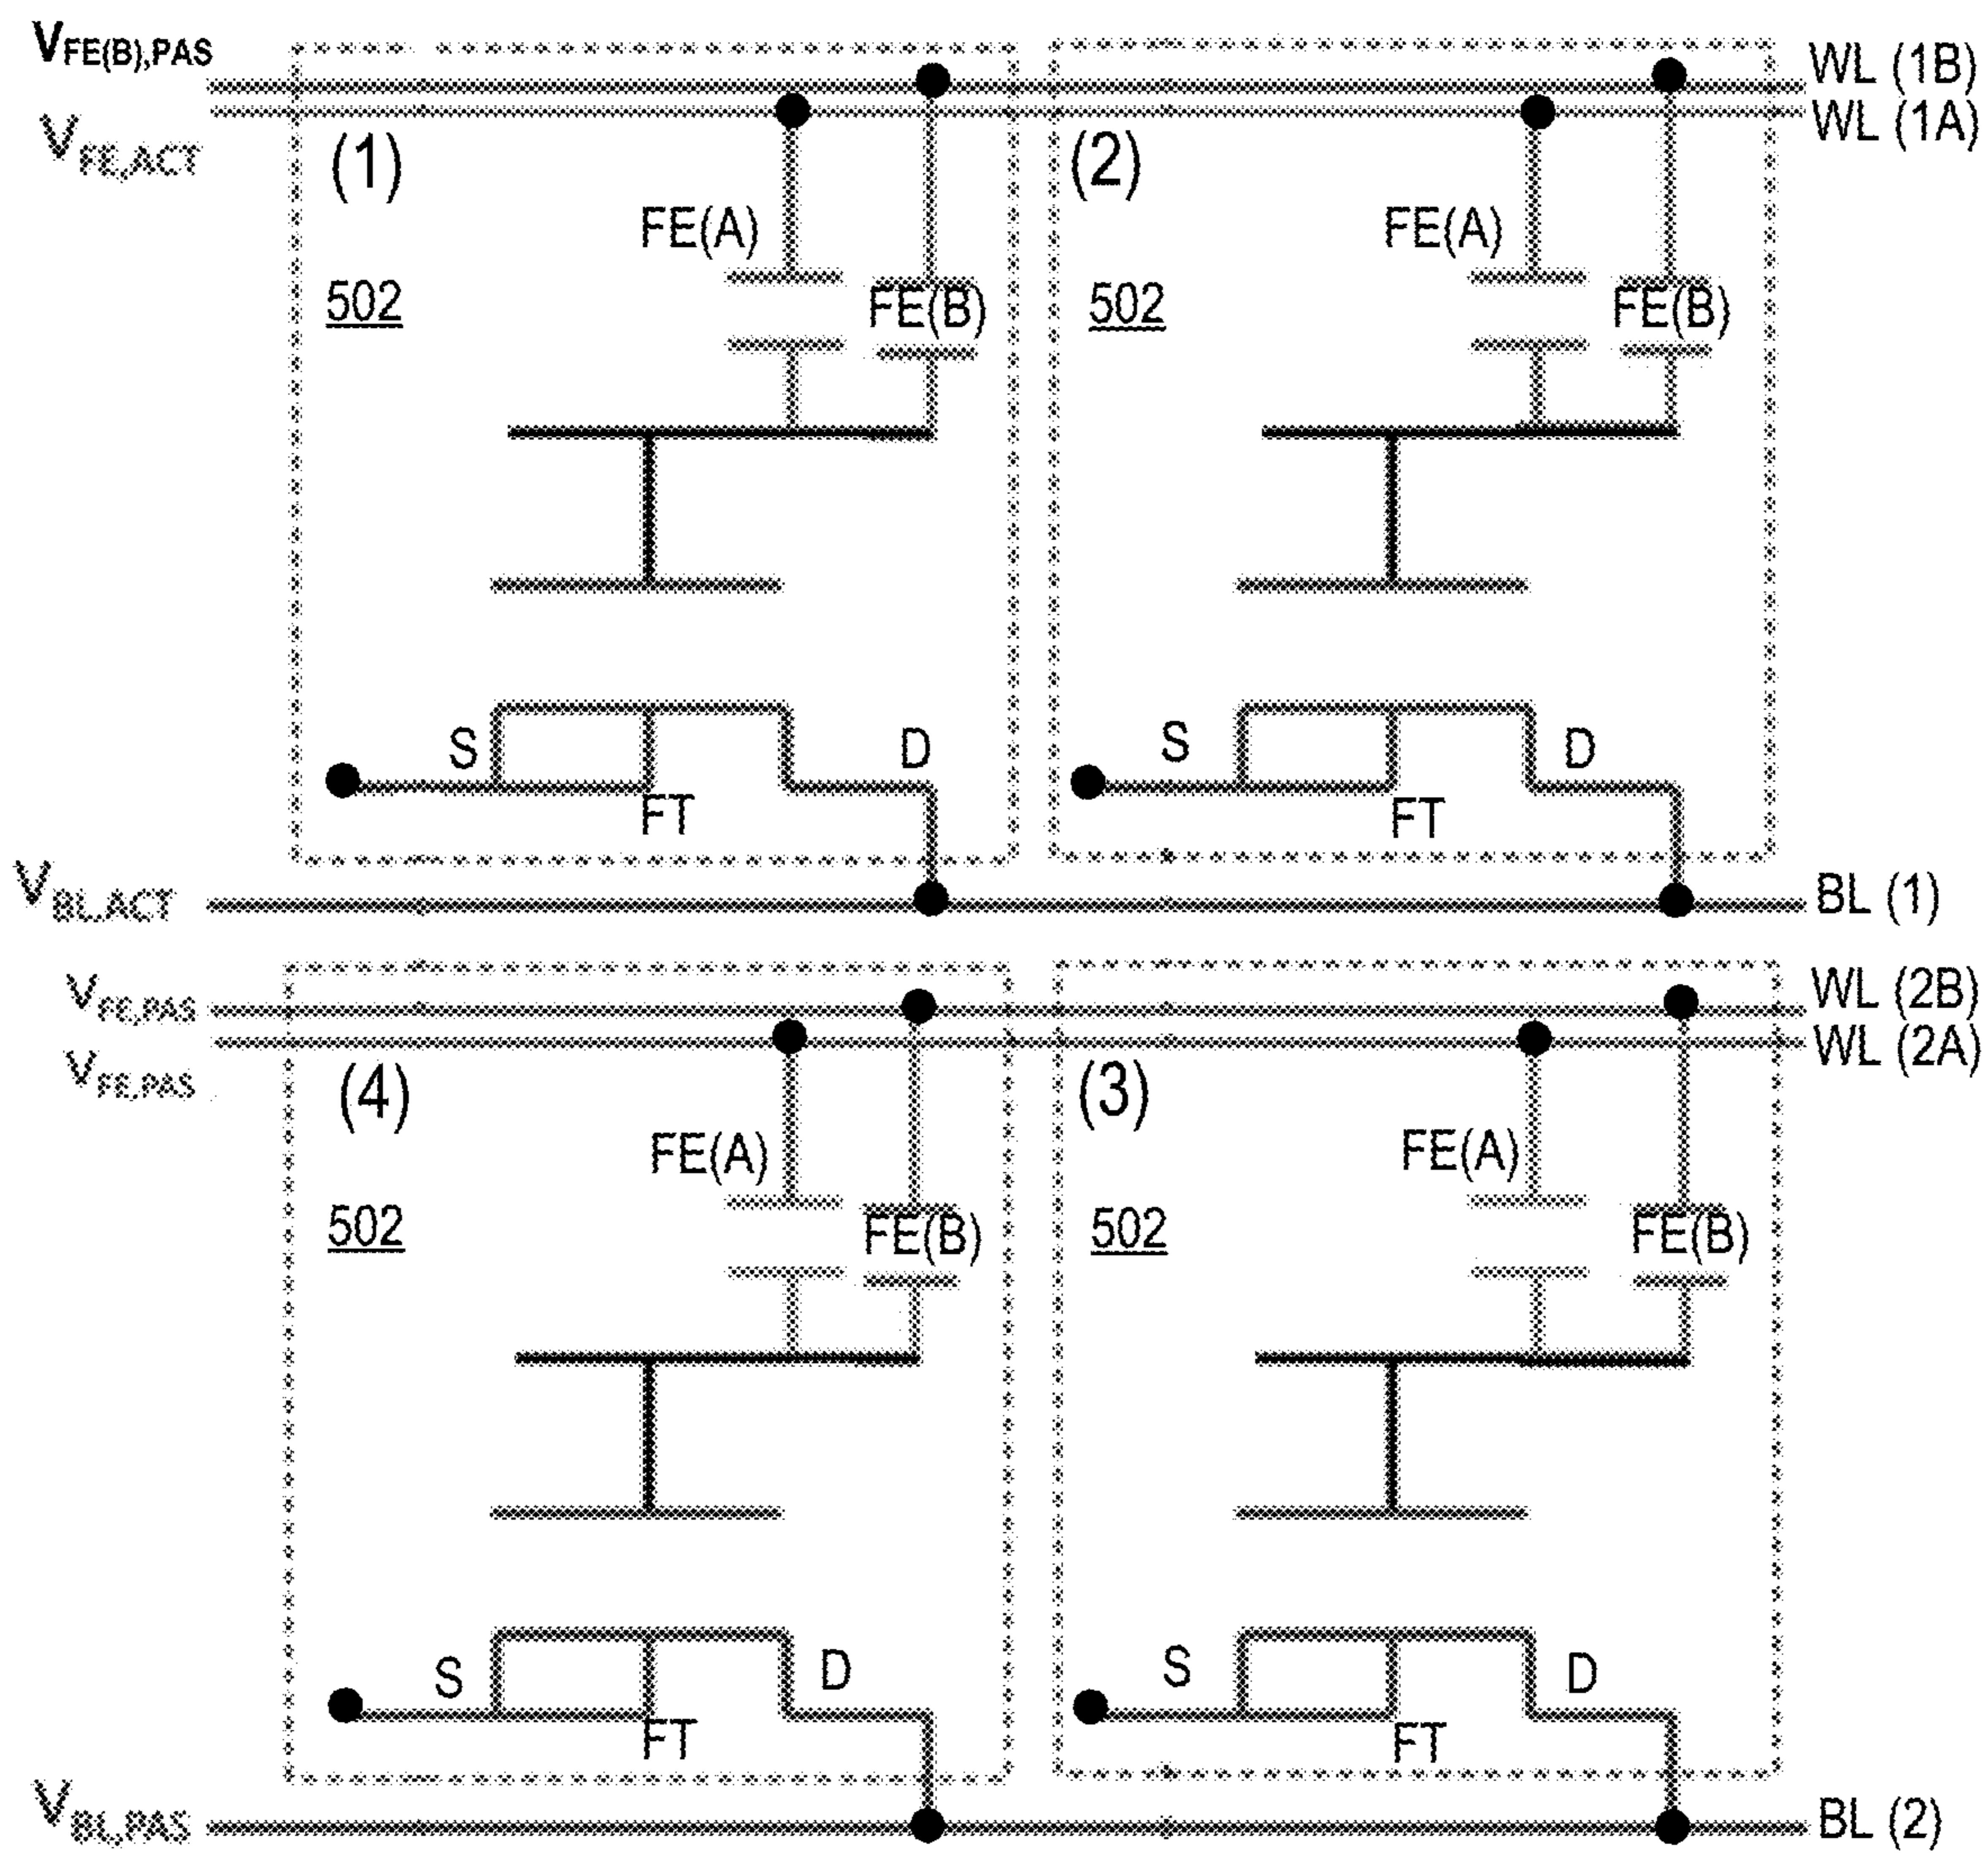 VFE(B),PAS
WL (1B)
VFE,ACT
WL (1A)
(1)
(2)
FE(A)
FE(A)
502
FE(B)
502
FE(B)
S
D
S
D
FT
FT
VBL,ACT
BL (1)
VFE,PAS
WL (2B)
VFE,PAS
WL (2A)
(4)
(3)
FE(A)
FE(A)
502
FE(B)
502
FE(B)
S
D
S
D
FT
FT
VBL,PAS
BL (2)